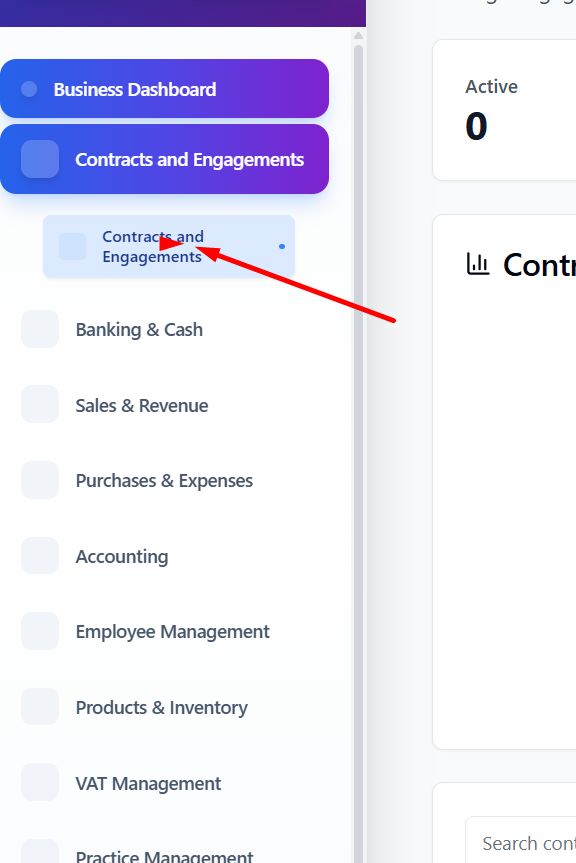 Business Dashboard
Contracts and Engagements
Contracts and
Engagements
Banking & Cash
Sales & Revenue
Purchases & Expenses
Accounting
Employee Management
Products & Inventory
VAT Management
Practice Management
Active
0
Contr
Search cont